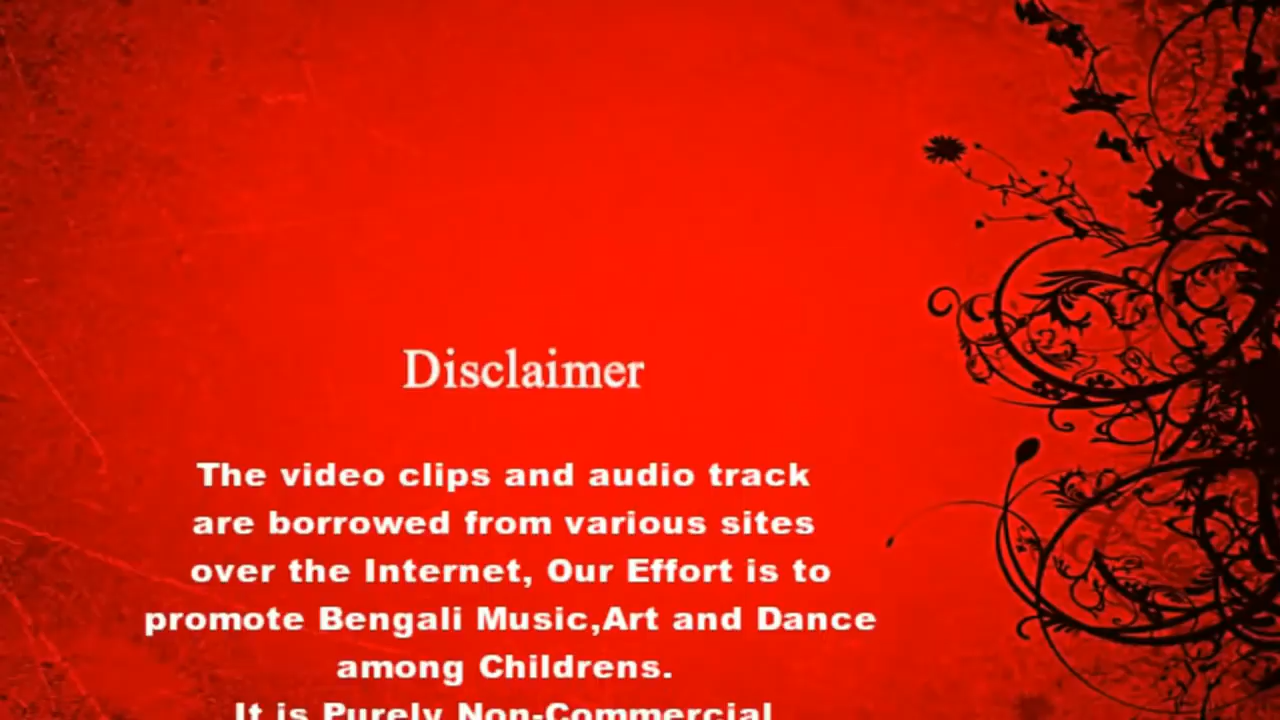 Disclaimer
The video clips and audio track
are borrowed from various sites
over the Internet, Our Effort is to
promote Bengali Music,Art and Dance
among Childrens.
It is Purely Non-Commercial